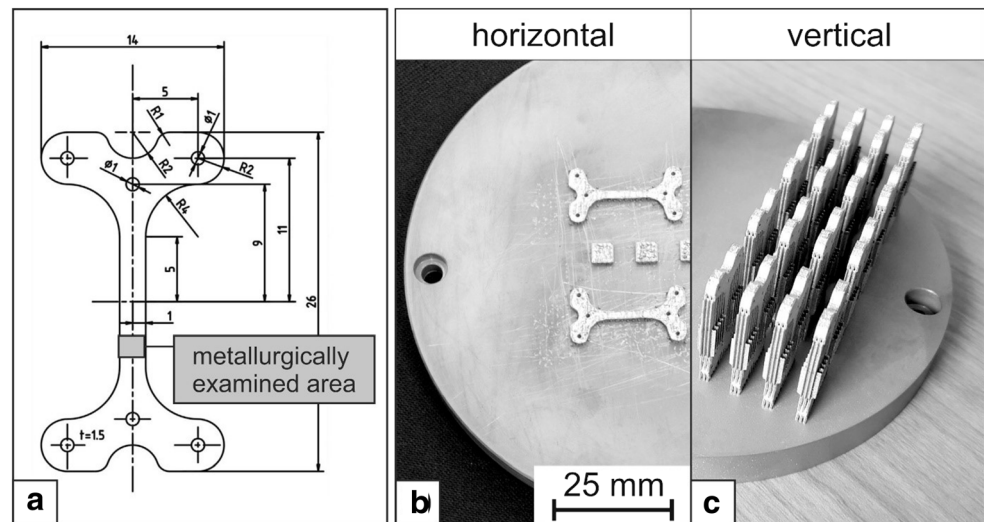 14
5
R1
ø1
R2
R2
ø1
R4
9
11
5
26
1
metallurgically
examined area
t=1.5
a
horizontal
b
25 mm
vertical
c